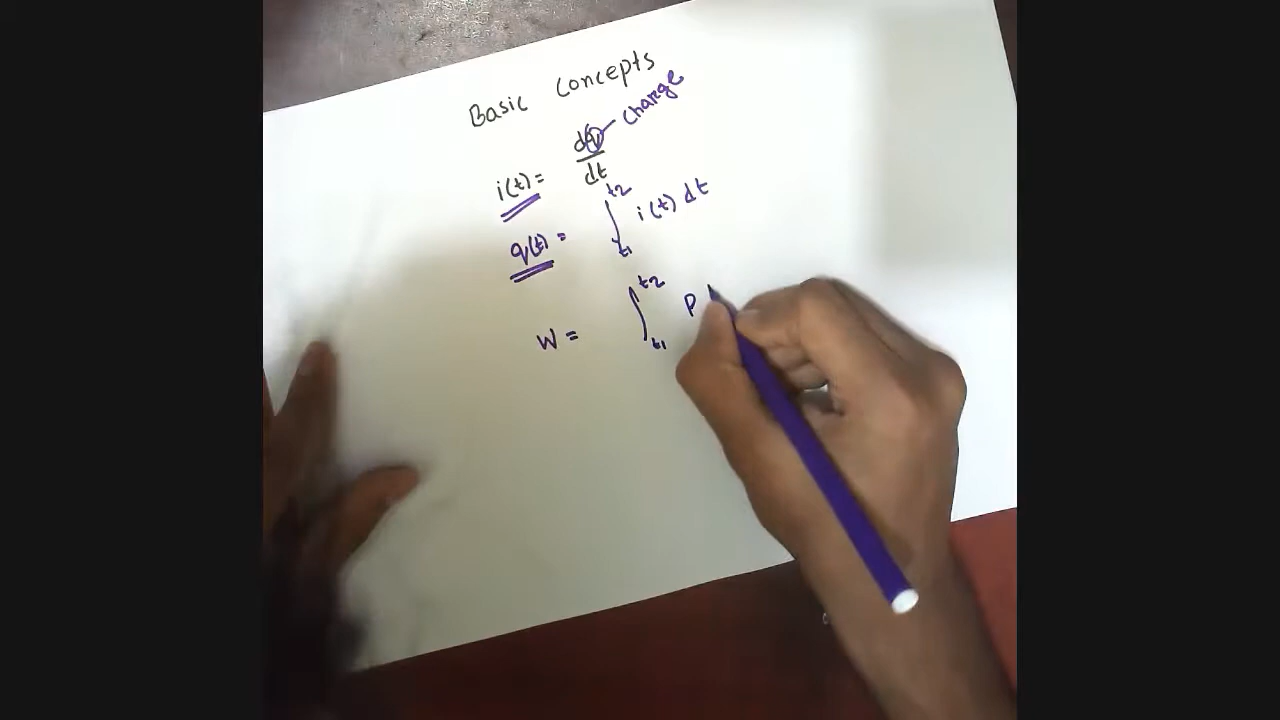 Basic Concepts
i(t) = dq/dt charge
q(t) = ∫ t2 t1 i(t) dt
W = ∫ t2 t1 P